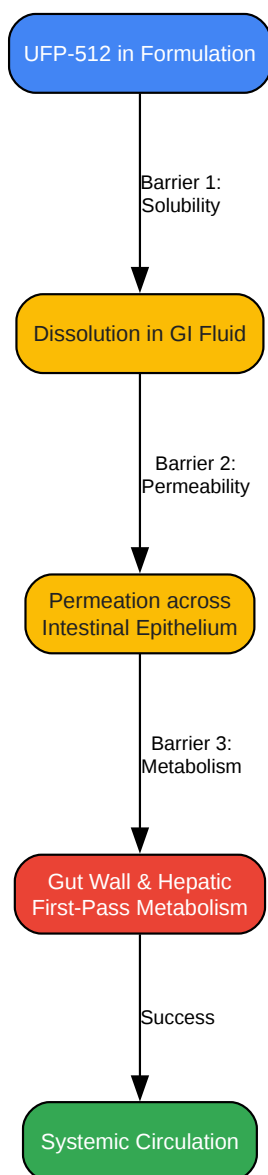 UFP-512 in Formulation
Barrier 1:
Solubility
Dissolution in GI Fluid
Barrier 2:
Permeability
Permeation across
Intestinal Epithelium
Barrier 3:
Metabolism
Gut Wall & Hepatic
First-Pass Metabolism
Success
Systemic Circulation